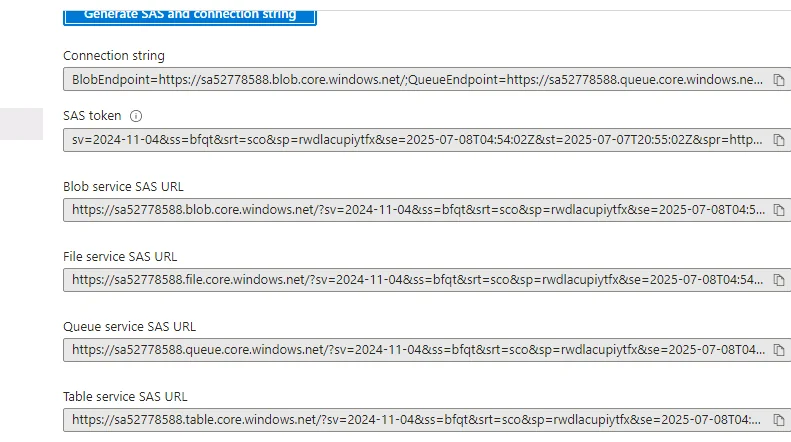 Generate SAS and connection string
Connection string
BlobEndpoint=https://sa52778588.blob.core.windows.net/;QueueEndpoint=https://sa52778588.queue.core.windows.ne...
SAS token
sv=2024-11-04&ss=bfqt&srt=sco&sp=rwdlacupiytfx&se=2025-07-08T04:54:02Z&st=2025-07-07T20:55:02Z&spr=http...
Blob service SAS URL
https://sa52778588.blob.core.windows.net/?sv=2024-11-04&ss=bfqt&srt=sco&sp=rwdlacupiytfx&se=2025-07-08T04:5...
File service SAS URL
https://sa52778588.file.core.windows.net/?sv=2024-11-04&ss=bfqt&srt=sco&sp=rwdlacupiytfx&se=2025-07-08T04:54...
Queue service SAS URL
https://sa52778588.queue.core.windows.net/?sv=2024-11-04&ss=bfqt&srt=sco&sp=rwdlacupiytfx&se=2025-07-08T04...
Table service SAS URL
https://sa52778588.table.core.windows.net/?sv=2024-11-04&ss=bfqt&srt=sco&sp=rwdlacupiytfx&se=2025-07-08T04:...